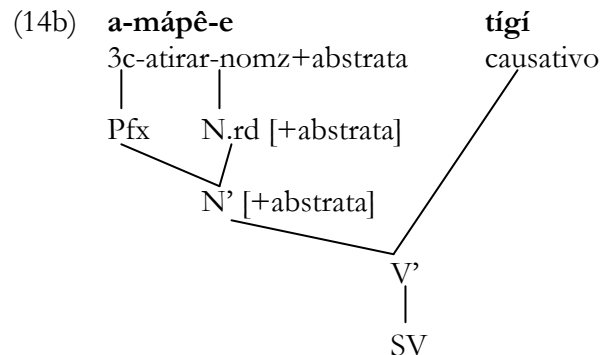 (14b) a-mápê-e tígí
3c-atirar-nomz+abstrata causativo
Pfx N.rd [+abstrata]
N’ [+abstrata]
V’
SV